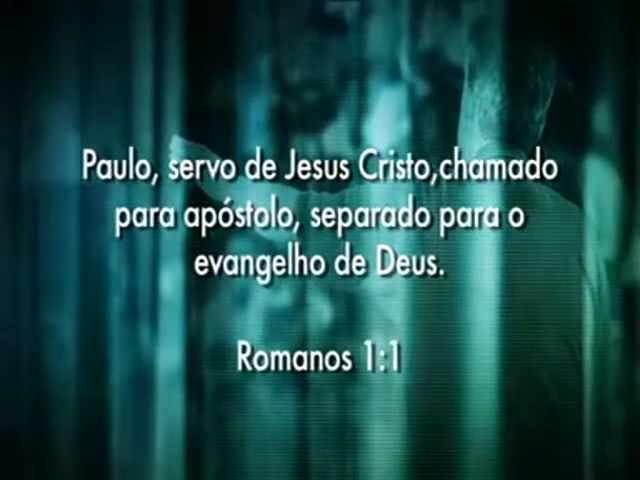 Paulo, servo de Jesus Cristo,chamado
para apóstolo, separado para o
evangelho de Deus.
Romanos 1:1